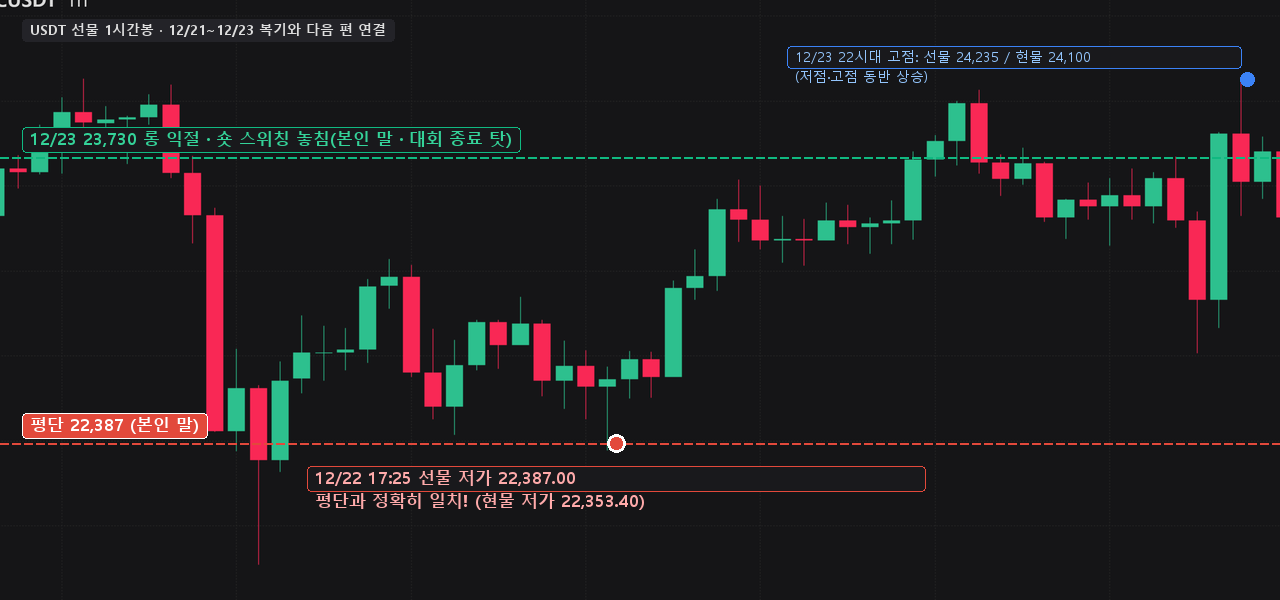 USDT 선물 1시간봉 · 12/21~12/23 복기와 다음 편 연결
12/23 22시대 고점: 선물 24,235 / 현물 24,100
(저점·고점 동반 상승)
12/23 23,730 롱 익절 · 숏 스위칭 놓침(본인 말 · 대회 종료 탓)
평단 22,387 (본인 말)
12/22 17:25 선물 저가 22,387.00
평단과 정확히 일치! (현물 저가 22,353.40)